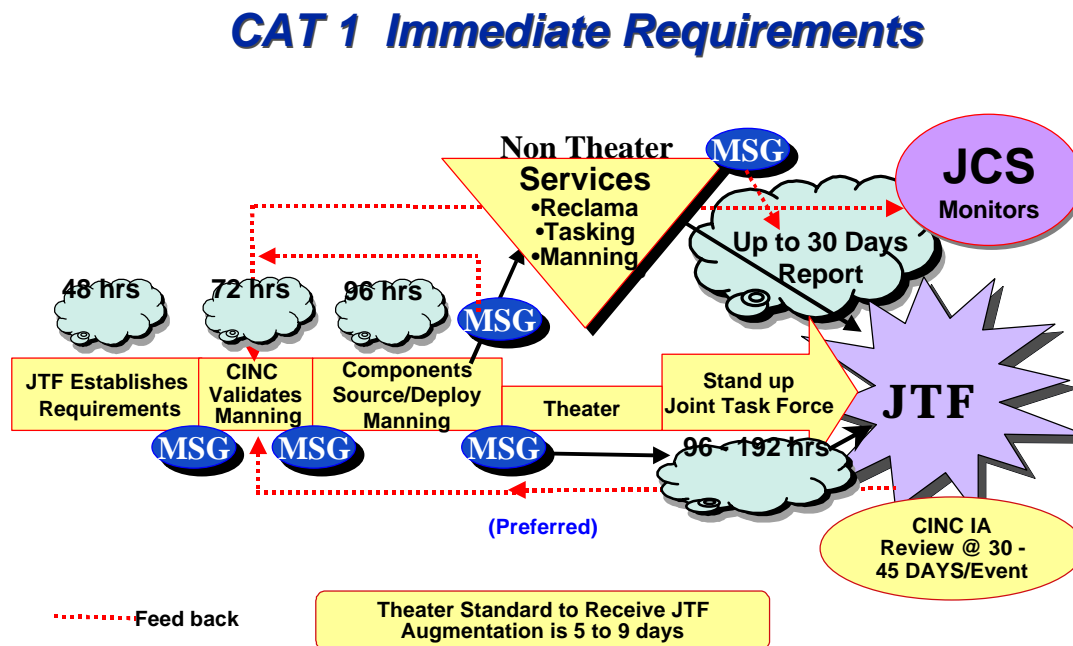 CAT 1 Immediate Requirements
Non Theater
MSG
Services
•Reclama
•Tasking
•Manning
JCS
Monitors
Up to 30 Days
Report
48 hrs
72 hrs
96 hrs
MSG
JTF Establishes
Requirements
CINC
Validates
Manning
Components
Source/Deploy
Manning
Theater
Stand up
Joint Task Force
JTF
MSG
MSG
MSG
96 - 192 hrs
(Preferred)
CINC IA
Review @ 30 -
45 DAYS/Event
Feed back
Theater Standard to Receive JTF
Augmentation is 5 to 9 days